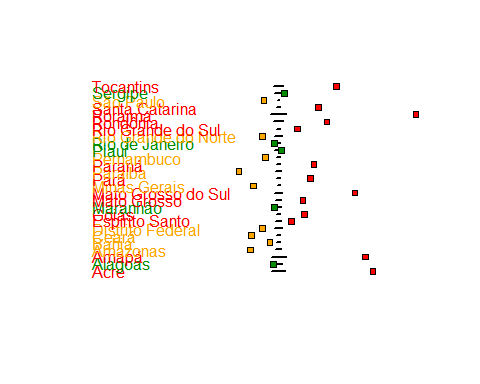 Tocantins
Sergipe
São Paulo
Santa Catarina
Roraima
Rondônia
Rio Grande do Sul
Rio Grande do Norte
Rio de Janeiro
Piauí
Pernambuco
Paraná
Paraíba
Pará
Minas Gerais
Mato Grosso do Sul
Mato Grosso
Maranhão
Goiás
Espírito Santo
Distrito Federal
Ceará
Bahia
Amazonas
Amapá
Alagoas
Acre